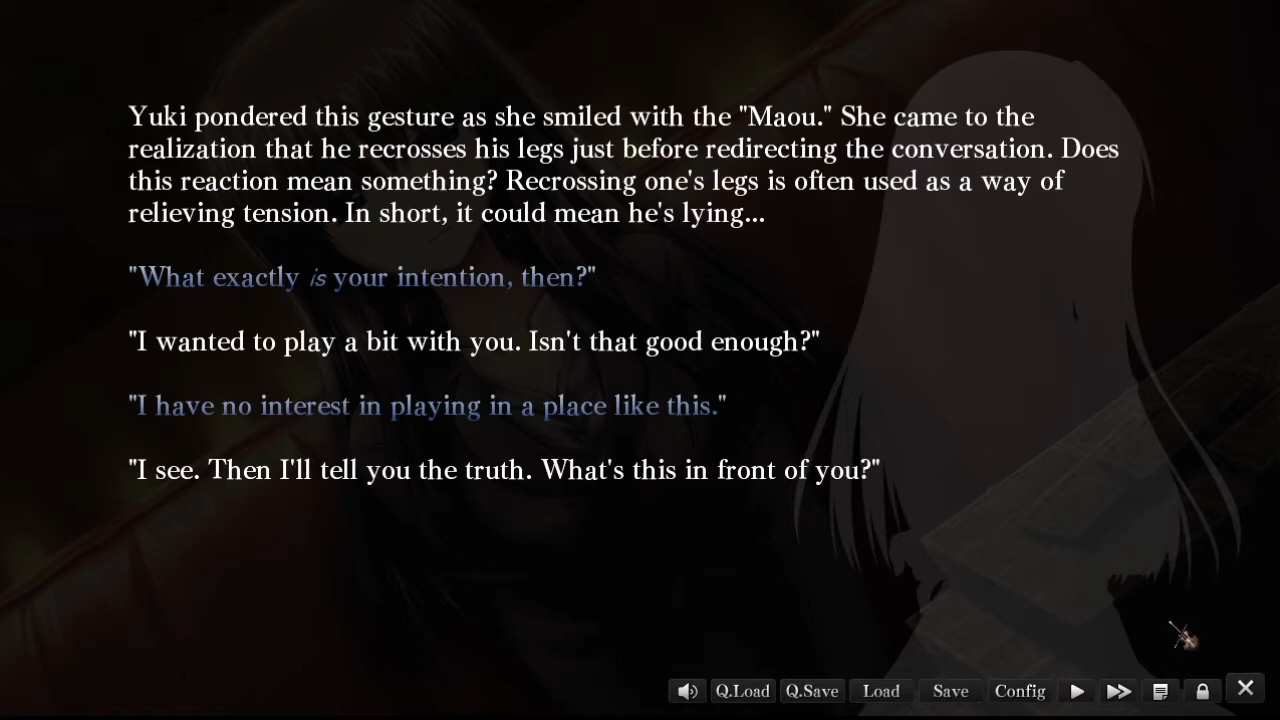 Yuki pondered this gesture as she smiled with the "Maou." She came to the
realization that he recrosses his legs just before redirecting the conversation. Does
this reaction mean something? Recrossing one's legs is often used as a way of
relieving tension. In short, it could mean he's lying...
"What exactly is your intention, then?"
"I wanted to play a bit with you. Isn't that good enough?"
"I have no interest in playing in a place like this."
"I see. Then I'll tell you the truth. What's this in front of you?"
Q.Load Q.Save Load Save Config